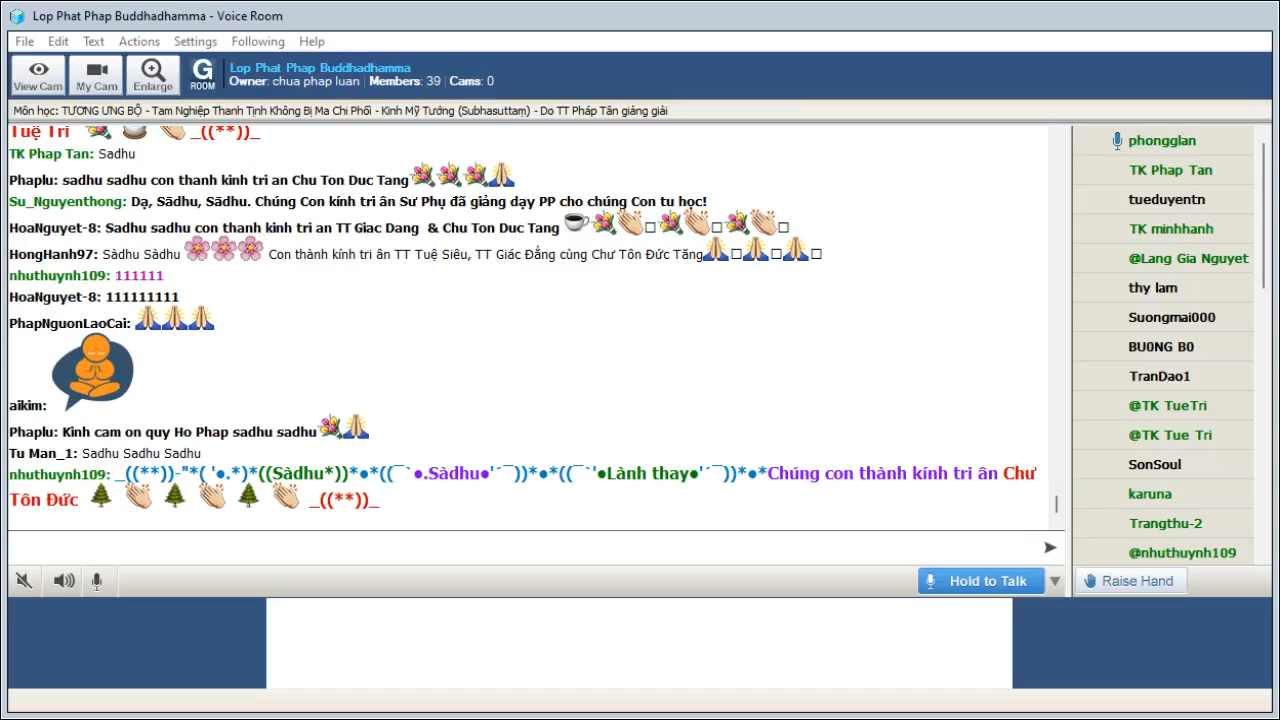 Lop Phat Phap Buddhadhamma - Voice Room
File Edit Text Actions Settings Following Help
View Cam My Cam Enlarge G ROOM
Lop Phat Phap Buddhadhamma
Owner: chua phap luan | Members: 39 | Cams: 0
Môn học: TƯƠNG ƯNG BỘ - Tam Nghiệp Thanh Tịnh Không Bị Ma Chi Phối - Kinh Mỹ Tướng (Subhasuttaṃ) - Do TT Pháp Tân giảng giải
Tuệ Tri _((**))_
TK Phap Tan: Sadhu
Phaplu: sadhu sadhu con thanh kinh tri an Chu Ton Duc Tang
Su_Nguyenthong: Dạ, Sādhu, Sādhu. Chúng Con kính tri ân Sư Phụ đã giảng dạy PP cho chúng Con tu học!
HoaNguyet-8: Sadhu sadhu con thanh kinh tri an TT Giac Dang & Chu Ton Duc Tang
HongHanh97: Sàdhu Sàdhu Con thành kính tri ân TT Tuệ Siêu, TT Giác Đẳng cùng Chư Tôn Đức Tăng
nhuthuynh109: 111111
HoaNguyet-8: 111111111
PhapNguonLaoCai:
aikim:
Phaplu: Kinh cam on quy Ho Phap sadhu sadhu
Tu Man_1: Sadhu Sadhu Sadhu
nhuthuynh109: _((**))-"*( '●.*)*((Sàdhu*))*●*((¯`●.Sàdhu●'´¯))*●*((¯`'●Lành thay●'´¯))*●*Chúng con thành kính tri ân Chư
Tôn Đức _((**))_
Hold to Talk
phongglan
TK Phap Tan
tueduyentn
TK minhhanh
@Lang Gia Nguyet
thy lam
Suongmai000
BU0NG B0
TranDao1
@TK TueTri
@TK Tue Tri
SonSoul
karuna
Trangthu-2
@nhuthuynh109
Raise Hand